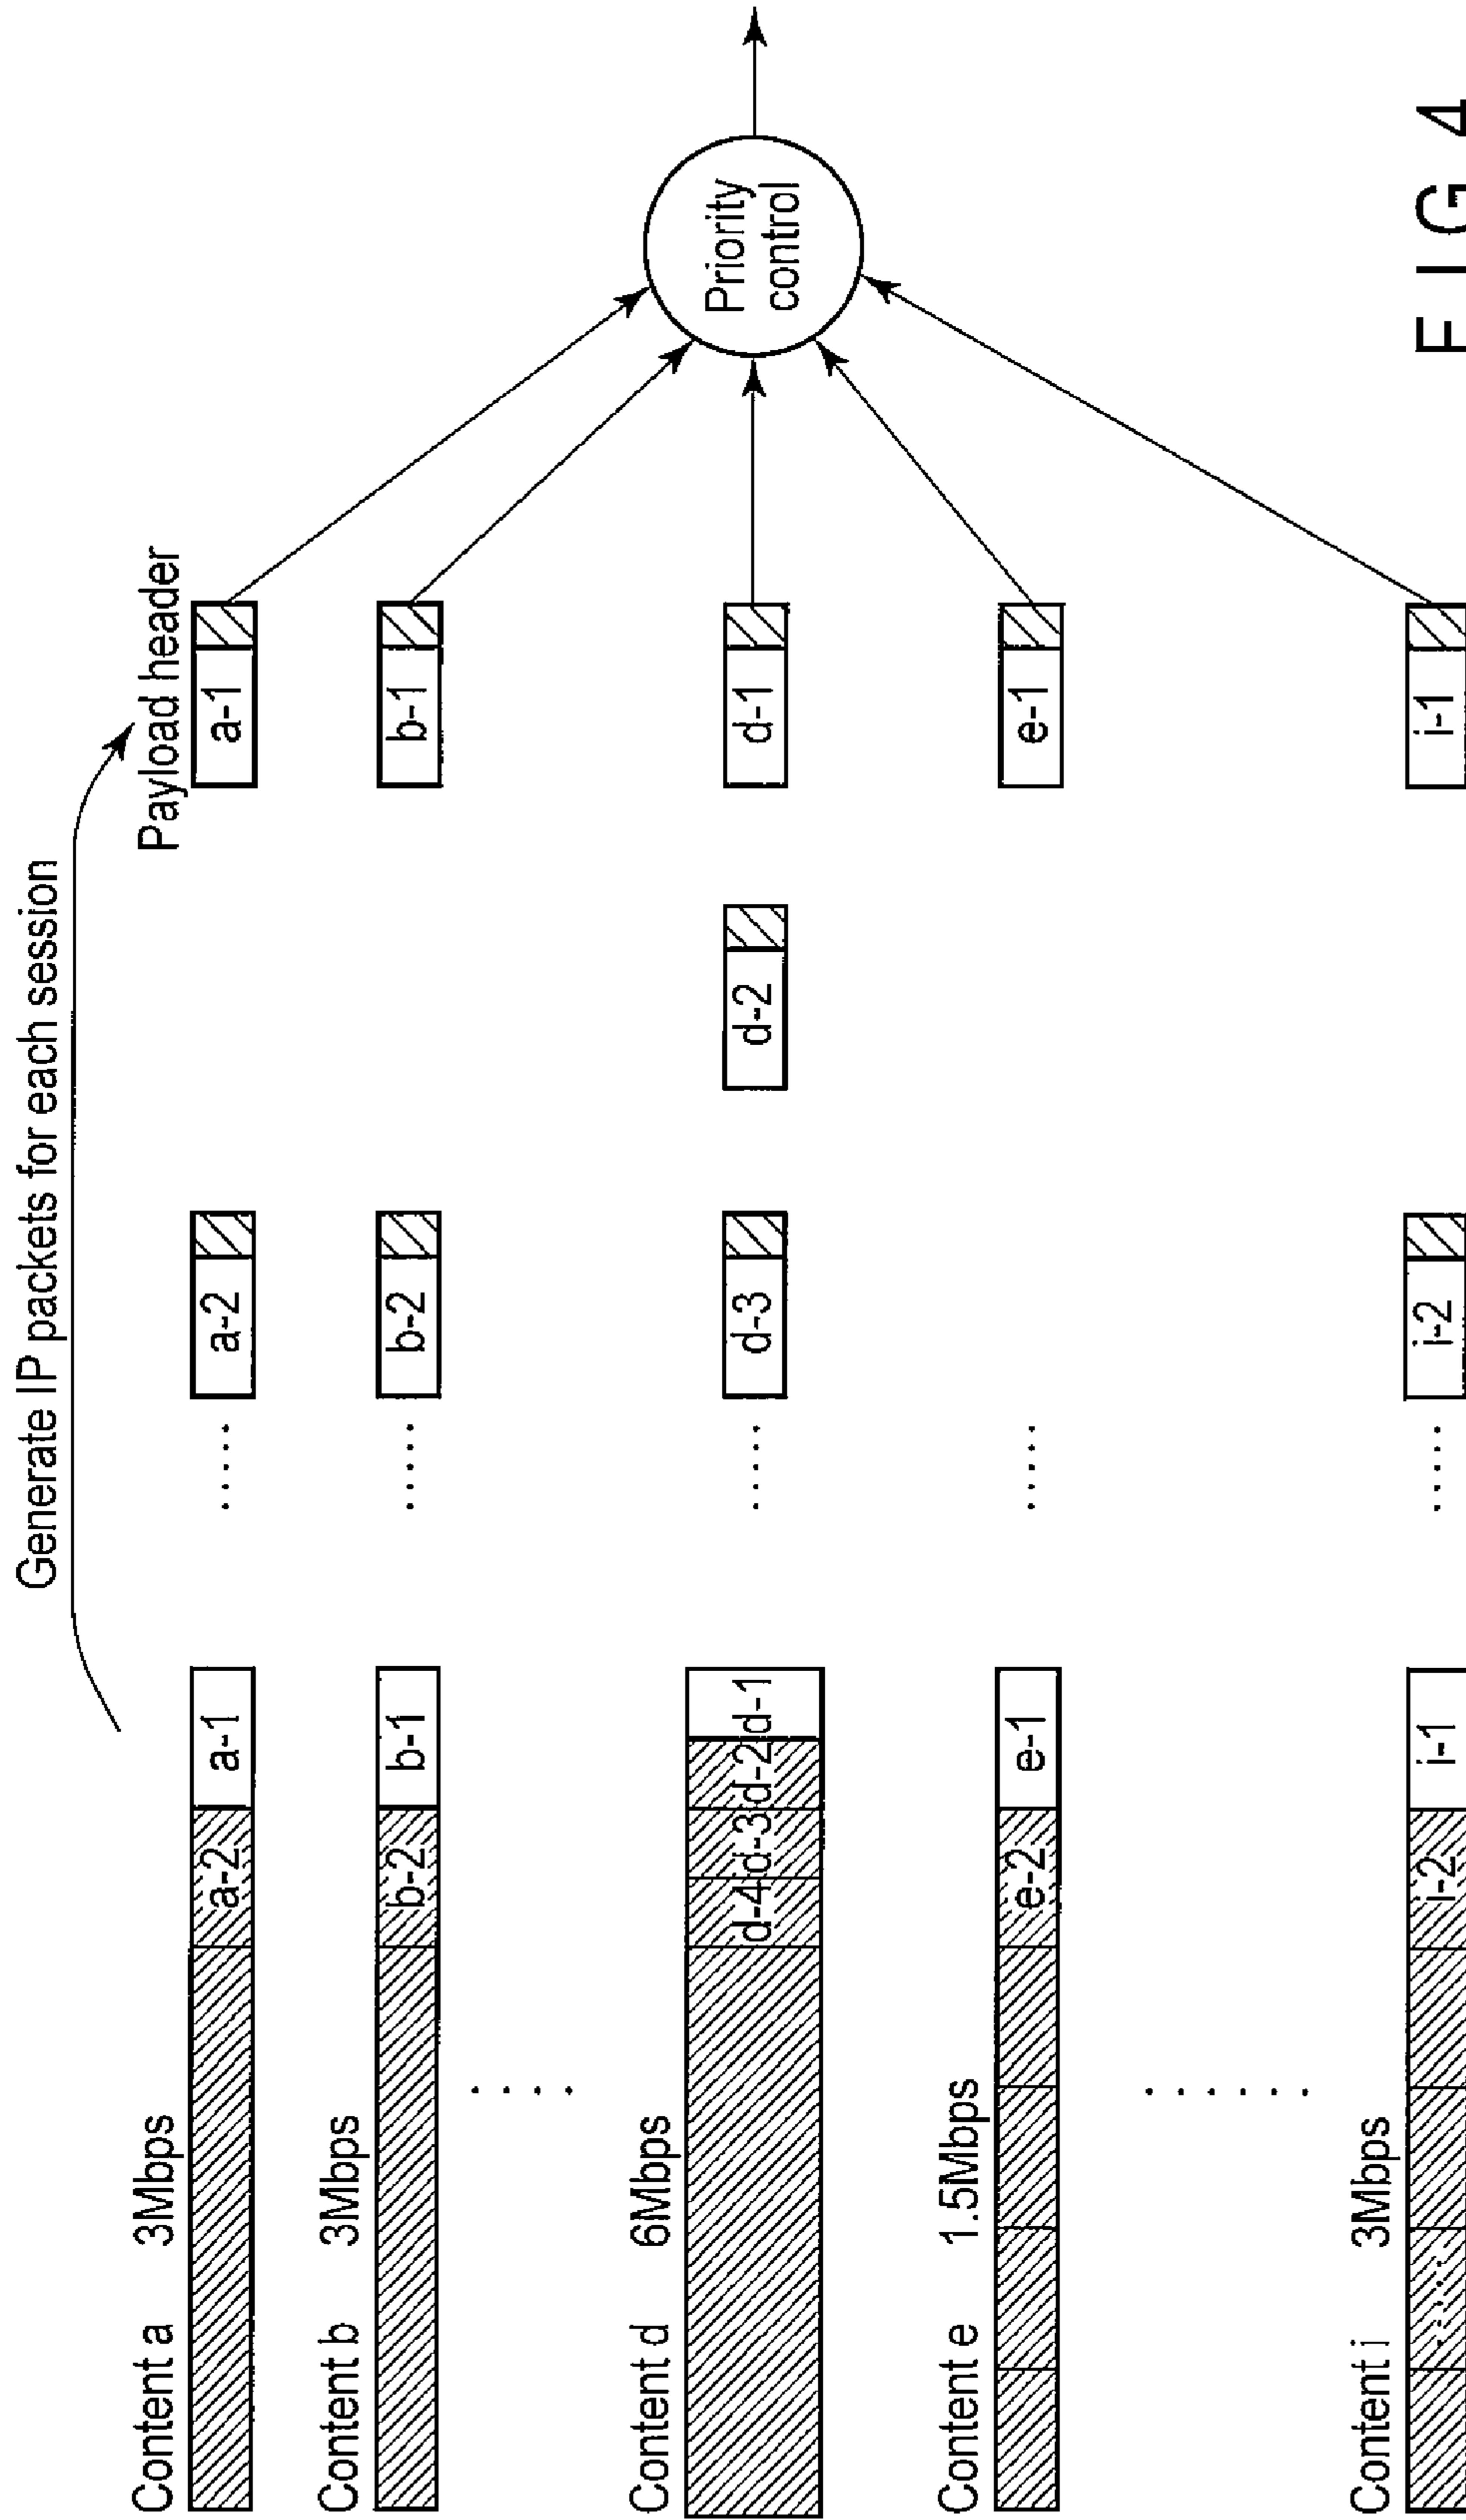 Generate IP packets for each session
Payload header
Content a 3Mbps
a-2 a-1
a-2
a-1
Content b 3Mbps
b-2 b-1
b-2
b-1
Content d 6Mbps
d-4 d-3 d-2 d-1
d-3
d-2
d-1
Content e 1.5Mbps
e-2 e-1
e-1
Content i 3Mbps
i-2 i-1
i-2
i-1
Priority
control
FIG. 4